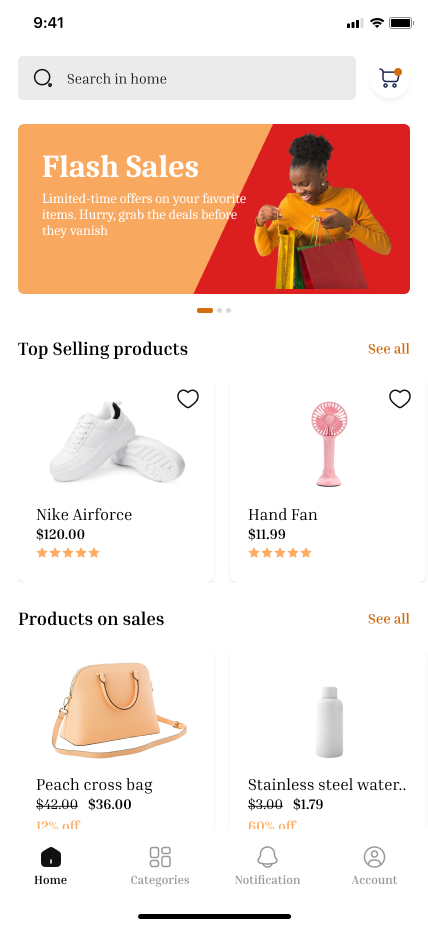 9:41
Search in home
Flash Sales
Limited-time offers on your favorite
items. Hurry, grab the deals before
they vanish
Top Selling products
See all
Nike Airforce
$120.00
Hand Fan
$11.99
Products on sales
See all
Peach cross bag
$42.00 $36.00
12% off
Stainless steel water..
$3.00 $1.79
60% off
Home
Categories
Notification
Account